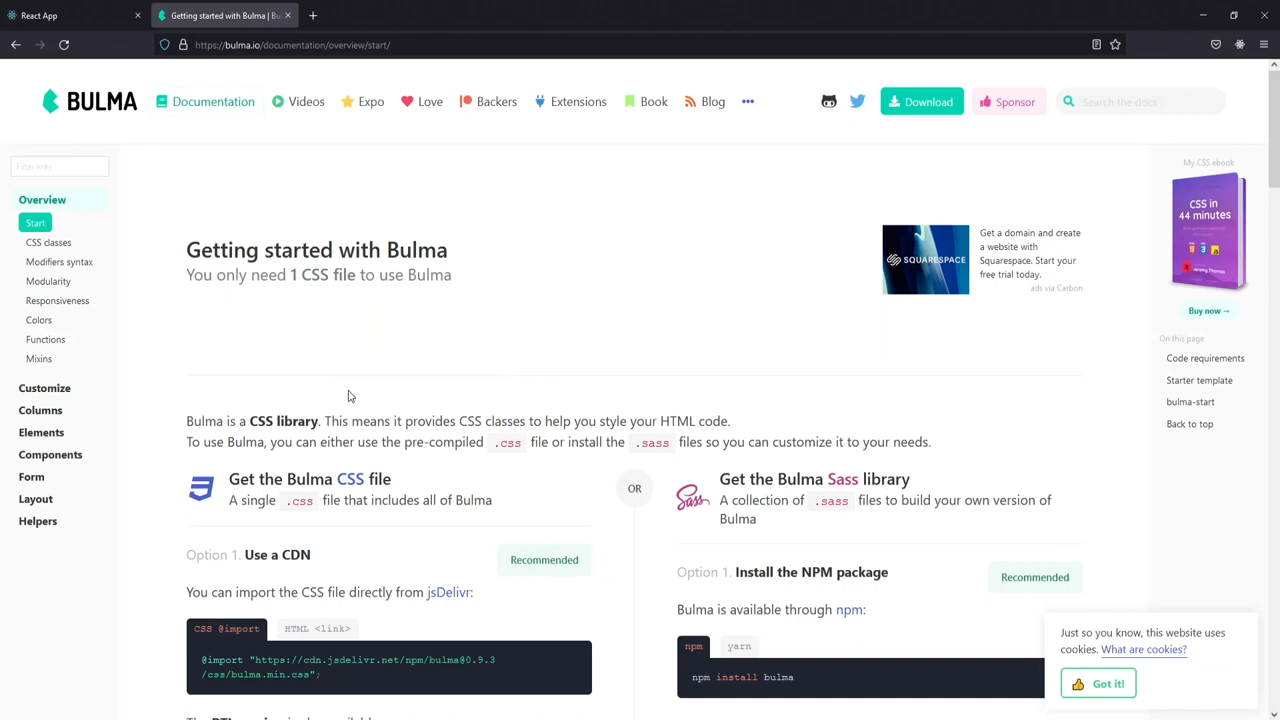 React App
Getting started with Bulma | Bu
https://bulma.io/documentation/overview/start/
BULMA
Documentation
Videos
Expo
Love
Backers
Extensions
Book
Blog
Download
Sponsor
Search the docs
Filter links
Overview
Start
CSS classes
Modifiers syntax
Modularity
Responsiveness
Colors
Functions
Mixins
Customize
Columns
Elements
Components
Form
Layout
Helpers
Getting started with Bulma
You only need 1 CSS file to use Bulma
SQUARESPACE
Get a domain and create
a website with
Squarespace. Start your
free trial today.
ads via Carbon
Bulma is a CSS library. This means it provides CSS classes to help you style your HTML code.
To use Bulma, you can either use the pre-compiled .css file or install the .sass files so you can customize it to your needs.
Get the Bulma CSS file
A single .css file that includes all of Bulma
Option 1. Use a CDN
Recommended
You can import the CSS file directly from jsDelivr:
CSS @import
HTML <link>
@import "https://cdn.jsdelivr.net/npm/bulma@0.9.3
/css/bulma.min.css";
OR
Sass
Get the Bulma Sass library
A collection of .sass files to build your own version of
Bulma
Option 1. Install the NPM package
Recommended
Bulma is available through npm:
npm
yarn
npm install bulma
My CSS ebook
CSS in
44 minutes
Jeremy Thomas
Buy now →
On this page
Code requirements
Starter template
bulma-start
Back to top
Just so you know, this website uses
cookies. What are cookies?
Got it!